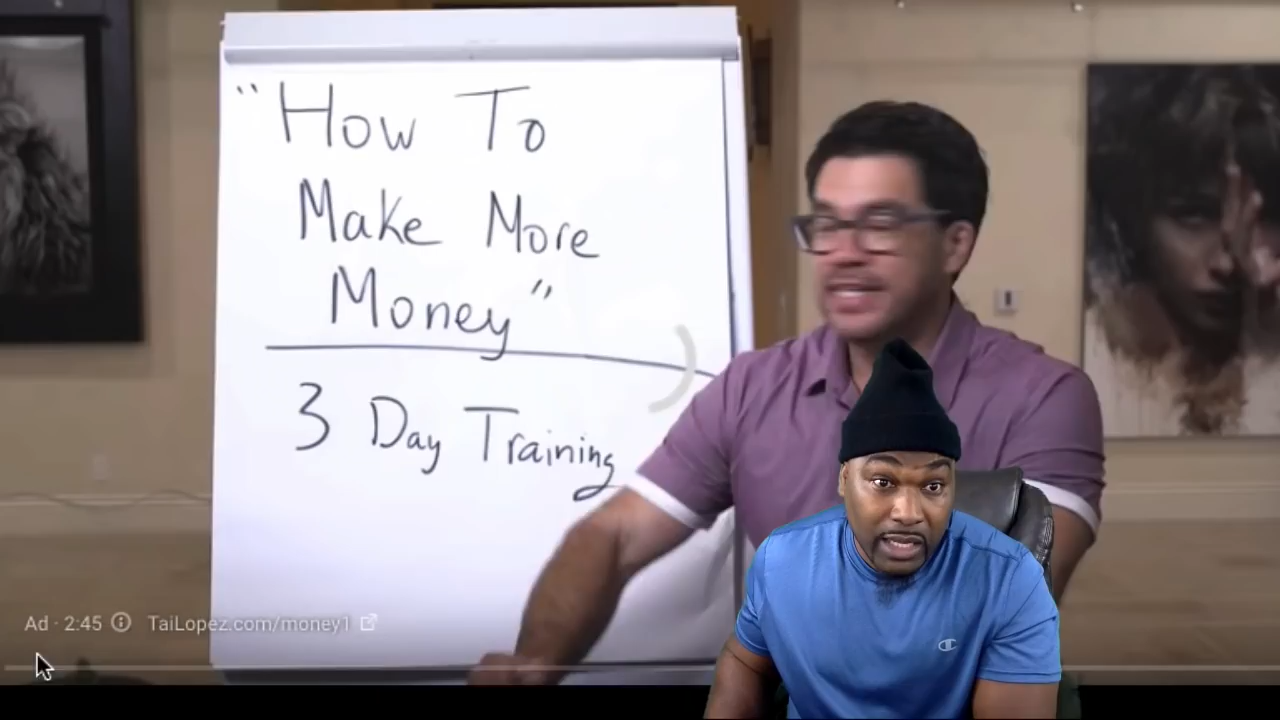 "How To
Make More
Money"
3 Day Training
Ad · 2:45 TaiLopez.com/money1